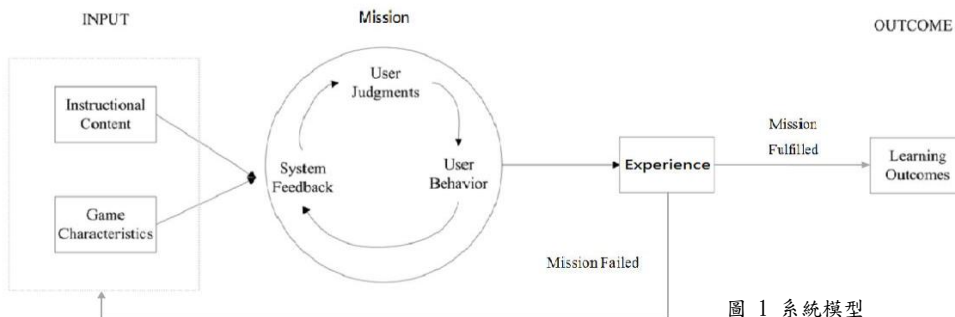 INPUT
Mission
OUTCOME
Instructional
Content
Game
Characteristics
User
Judgments
System
Feedback
User
Behavior
Experience
Mission
Fulfilled
Learning
Outcomes
Mission Failed
圖 1 系統模型